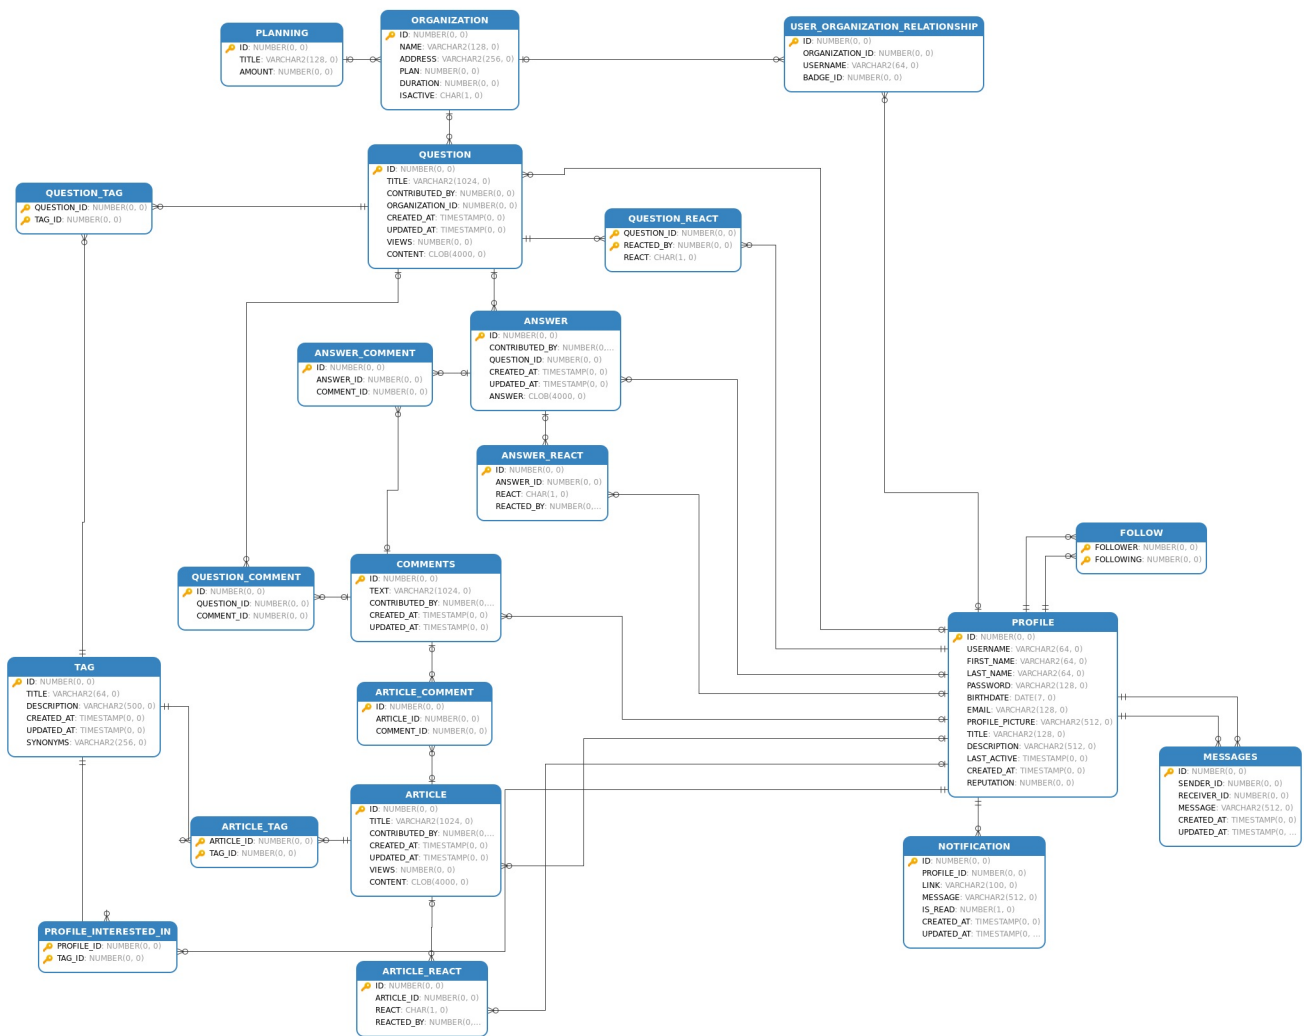 PLANNING
ID: NUMBER(0, 0)
TITLE: VARCHAR2(128, 0)
AMOUNT: NUMBER(0, 0)
ORGANIZATION
ID: NUMBER(0, 0)
NAME: VARCHAR2(128, 0)
ADDRESS: VARCHAR2(256, 0)
PLAN: NUMBER(0, 0)
DURATION: NUMBER(0, 0)
ISACTIVE: CHAR(1, 0)
USER_ORGANIZATION_RELATIONSHIP
ID: NUMBER(0, 0)
ORGANIZATION_ID: NUMBER(0, 0)
USERNAME: VARCHAR2(64, 0)
BADGE_ID: NUMBER(0, 0)
QUESTION
ID: NUMBER(0, 0)
TITLE: VARCHAR2(1024, 0)
CONTRIBUTED_BY: NUMBER(0, 0)
ORGANIZATION_ID: NUMBER(0, 0)
CREATED_AT: TIMESTAMP(0, 0)
UPDATED_AT: TIMESTAMP(0, 0)
VIEWS: NUMBER(0, 0)
CONTENT: CLOB(4000, 0)
QUESTION_TAG
QUESTION_ID: NUMBER(0, 0)
TAG_ID: NUMBER(0, 0)
QUESTION_REACT
QUESTION_ID: NUMBER(0, 0)
REACTED_BY: NUMBER(0, 0)
REACT: CHAR(1, 0)
ANSWER
ID: NUMBER(0, 0)
CONTRIBUTED_BY: NUMBER(0,...
QUESTION_ID: NUMBER(0, 0)
CREATED_AT: TIMESTAMP(0, 0)
UPDATED_AT: TIMESTAMP(0, 0)
ANSWER: CLOB(4000, 0)
ANSWER_COMMENT
ID: NUMBER(0, 0)
ANSWER_ID: NUMBER(0, 0)
COMMENT_ID: NUMBER(0, 0)
ANSWER_REACT
ID: NUMBER(0, 0)
ANSWER_ID: NUMBER(0, 0)
REACT: CHAR(1, 0)
REACTED_BY: NUMBER(0,...
FOLLOW
FOLLOWER: NUMBER(0, 0)
FOLLOWING: NUMBER(0, 0)
COMMENTS
ID: NUMBER(0, 0)
TEXT: VARCHAR2(1024, 0)
CONTRIBUTED_BY: NUMBER(0,...
CREATED_AT: TIMESTAMP(0, 0)
UPDATED_AT: TIMESTAMP(0, 0)
QUESTION_COMMENT
ID: NUMBER(0, 0)
QUESTION_ID: NUMBER(0, 0)
COMMENT_ID: NUMBER(0, 0)
PROFILE
ID: NUMBER(0, 0)
USERNAME: VARCHAR2(64, 0)
FIRST_NAME: VARCHAR2(64, 0)
LAST_NAME: VARCHAR2(64, 0)
PASSWORD: VARCHAR2(128, 0)
BIRTHDATE: DATE(7, 0)
EMAIL: VARCHAR2(128, 0)
PROFILE_PICTURE: VARCHAR2(512, 0)
TITLE: VARCHAR2(128, 0)
DESCRIPTION: VARCHAR2(512, 0)
LAST_ACTIVE: TIMESTAMP(0, 0)
CREATED_AT: TIMESTAMP(0, 0)
REPUTATION: NUMBER(0, 0)
TAG
ID: NUMBER(0, 0)
TITLE: VARCHAR2(64, 0)
DESCRIPTION: VARCHAR2(500, 0)
CREATED_AT: TIMESTAMP(0, 0)
UPDATED_AT: TIMESTAMP(0, 0)
SYNONYMS: VARCHAR2(256, 0)
ARTICLE_COMMENT
ID: NUMBER(0, 0)
ARTICLE_ID: NUMBER(0, 0)
COMMENT_ID: NUMBER(0, 0)
MESSAGES
ID: NUMBER(0, 0)
SENDER_ID: NUMBER(0, 0)
RECEIVER_ID: NUMBER(0, 0)
MESSAGE: VARCHAR2(512, 0)
CREATED_AT: TIMESTAMP(0, 0)
UPDATED_AT: TIMESTAMP(0, ...
ARTICLE
ID: NUMBER(0, 0)
TITLE: VARCHAR2(1024, 0)
CONTRIBUTED_BY: NUMBER(0,...
CREATED_AT: TIMESTAMP(0, 0)
UPDATED_AT: TIMESTAMP(0, 0)
VIEWS: NUMBER(0, 0)
CONTENT: CLOB(4000, 0)
ARTICLE_TAG
ARTICLE_ID: NUMBER(0, 0)
TAG_ID: NUMBER(0, 0)
NOTIFICATION
ID: NUMBER(0, 0)
PROFILE_ID: NUMBER(0, 0)
LINK: VARCHAR2(100, 0)
MESSAGE: VARCHAR2(512, 0)
IS_READ: NUMBER(1, 0)
CREATED_AT: TIMESTAMP(0, 0)
UPDATED_AT: TIMESTAMP(0, ...
PROFILE_INTERESTED_IN
PROFILE_ID: NUMBER(0, 0)
TAG_ID: NUMBER(0, 0)
ARTICLE_REACT
ID: NUMBER(0, 0)
ARTICLE_ID: NUMBER(0, 0)
REACT: CHAR(1, 0)
REACTED_BY: NUMBER(0,...